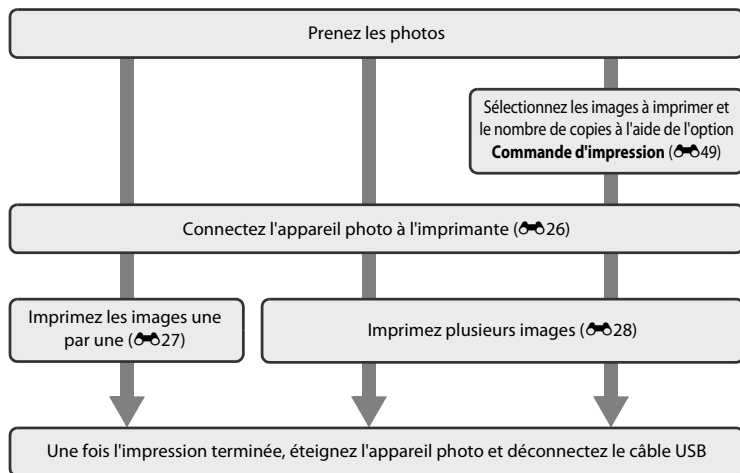 Prenez les photos
Sélectionnez les images à imprimer et
le nombre de copies à l'aide de l'option
Commande d'impression (49)
Connectez l'appareil photo à l'imprimante (26)
Imprimez les images une
par une (27)
Imprimez plusieurs images (28)
Une fois l'impression terminée, éteignez l'appareil photo et déconnectez le câble USB